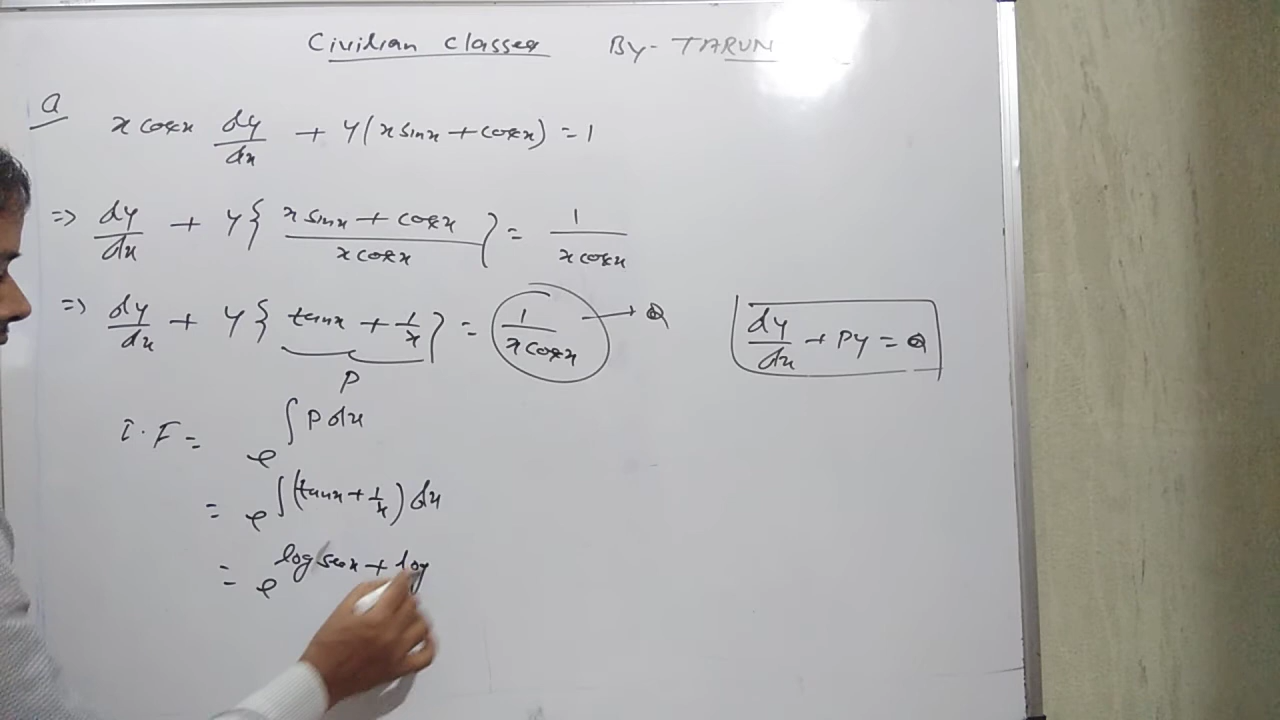 Civilian Classes By- TARUN
Q
x cosx dy/dx + y(x sinx + cosx) = 1
=> dy/dx + y{ x sinx + cosx / x cosx } = 1 / x cosx
=> dy/dx + y{ tanx + 1/x } = 1 / x cosx → Q
P
dy/dx + Py = Q
I.F = e^∫P dx
= e^∫(tanx + 1/x) dx
= e^log secx + log